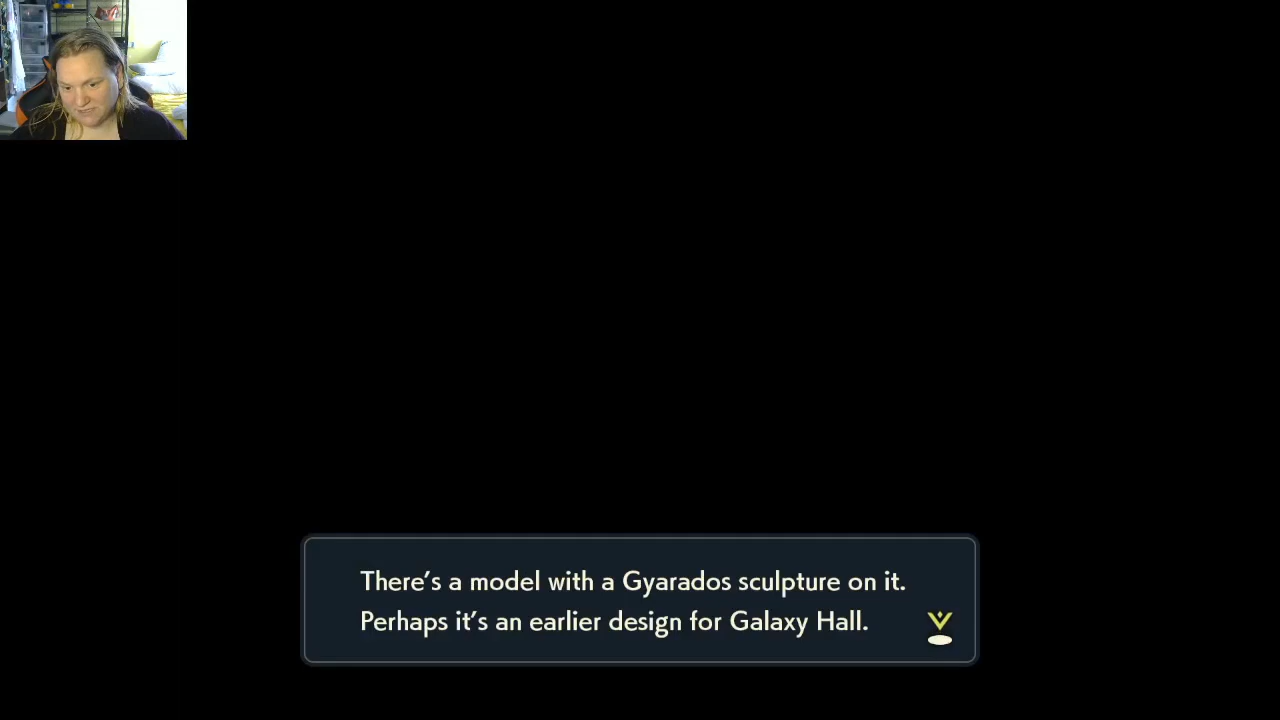 There's a model with a Gyarados sculpture on it.
Perhaps it's an earlier design for Galaxy Hall.